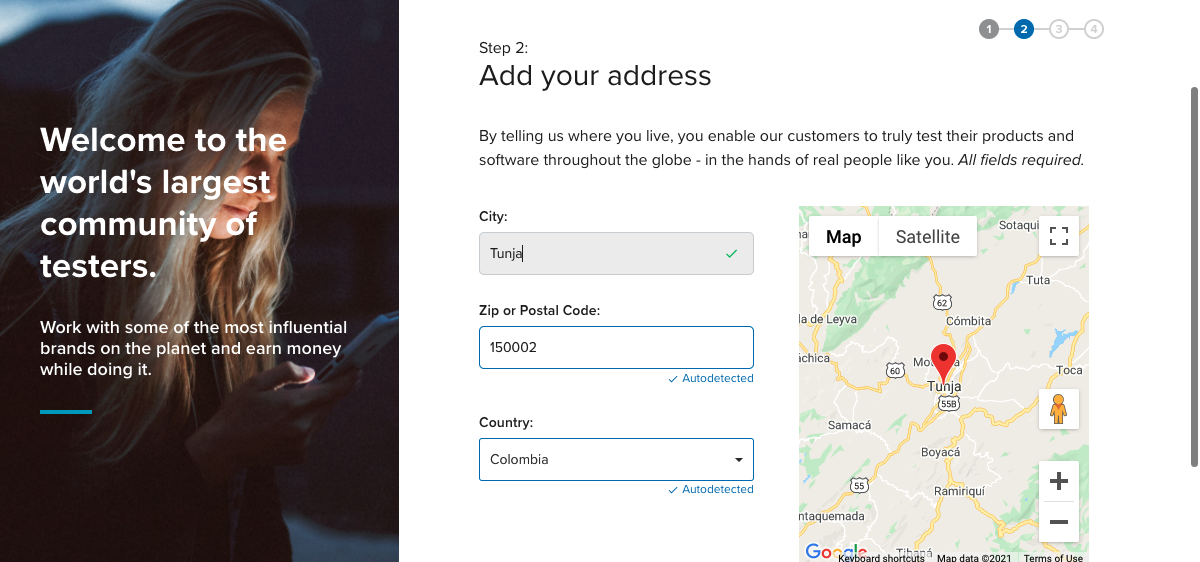 Welcome to the
world's largest
community of
testers.
Work with some of the most influential
brands on the planet and earn money
while doing it.
1 2 3 4
Step 2:
Add your address
By telling us where you live, you enable our customers to truly test their products and
software throughout the globe - in the hands of real people like you. All fields required.
City:
Tunja
Zip or Postal Code:
150002
Autodetected
Country:
Colombia
Autodetected
Map Satellite
Sotaqui
Tuta
62
la de Leyva
Cómbita
áchica
60
Mo
Toca
Tunja
55B
Samacá
Boyacá
55
Ramiriquí
ntaquemada
Google
Tibaná
Keyboard shortcuts Map data ©2021 Terms of Use